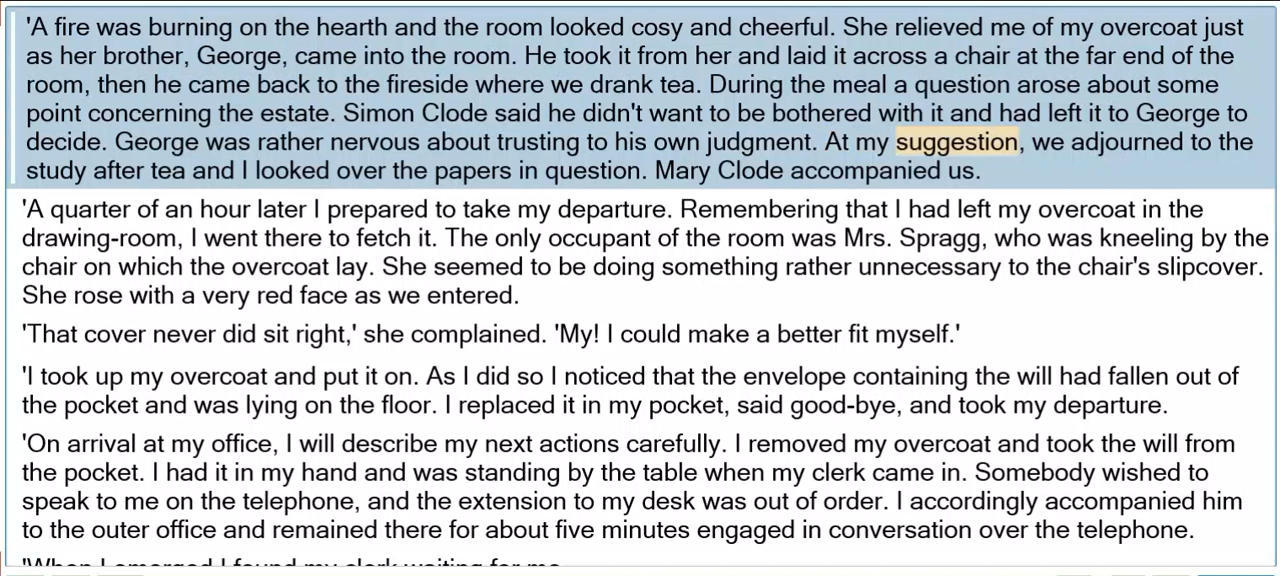 'A fire was burning on the hearth and the room looked cosy and cheerful. She relieved me of my overcoat just
as her brother, George, came into the room. He took it from her and laid it across a chair at the far end of the
room, then he came back to the fireside where we drank tea. During the meal a question arose about some
point concerning the estate. Simon Clode said he didn't want to be bothered with it and had left it to George to
decide. George was rather nervous about trusting to his own judgment. At my suggestion, we adjourned to the
study after tea and I looked over the papers in question. Mary Clode accompanied us.
'A quarter of an hour later I prepared to take my departure. Remembering that I had left my overcoat in the
drawing-room, I went there to fetch it. The only occupant of the room was Mrs. Spragg, who was kneeling by the
chair on which the overcoat lay. She seemed to be doing something rather unnecessary to the chair's slipcover.
She rose with a very red face as we entered.
'That cover never did sit right,' she complained. 'My! I could make a better fit myself.'
'I took up my overcoat and put it on. As I did so I noticed that the envelope containing the will had fallen out of
the pocket and was lying on the floor. I replaced it in my pocket, said good-bye, and took my departure.
'On arrival at my office, I will describe my next actions carefully. I removed my overcoat and took the will from
the pocket. I had it in my hand and was standing by the table when my clerk came in. Somebody wished to
speak to me on the telephone, and the extension to my desk was out of order. I accordingly accompanied him
to the outer office and remained there for about five minutes engaged in conversation over the telephone.
'When I emerged I found my clerk waiting for me.